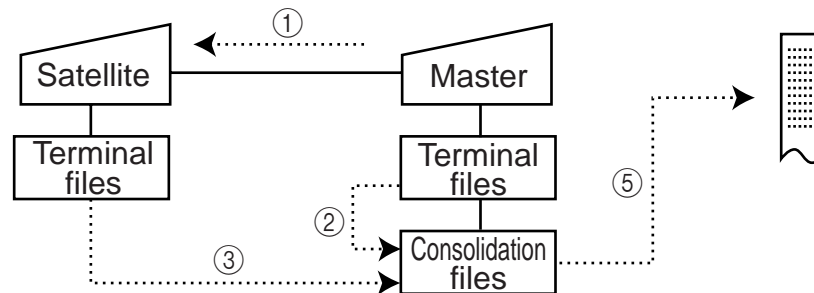 ①
Satellite
Master
Terminal
files
Terminal
files
②
⑤
③
Consolidation
files